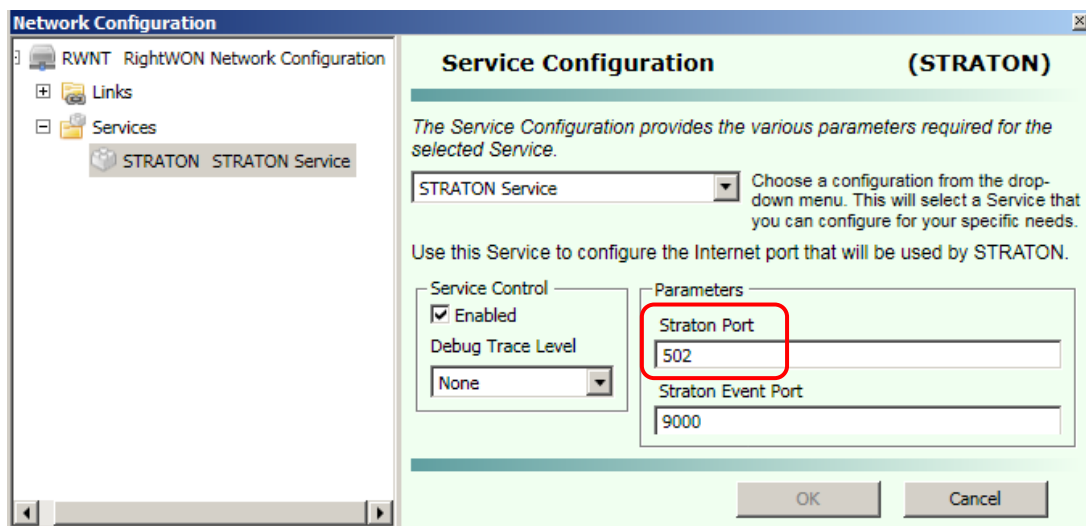 Network Configuration
RWNT RightWON Network Configuration
Links
Services
STRATON STRATON Service
Service Configuration (STRATON)
The Service Configuration provides the various parameters required for the
selected Service.
STRATON Service
Choose a configuration from the drop-
down menu. This will select a Service that
you can configure for your specific needs.
Use this Service to configure the Internet port that will be used by STRATON.
Service Control
Enabled
Debug Trace Level
None
Parameters
Straton Port
502
Straton Event Port
9000
OK
Cancel